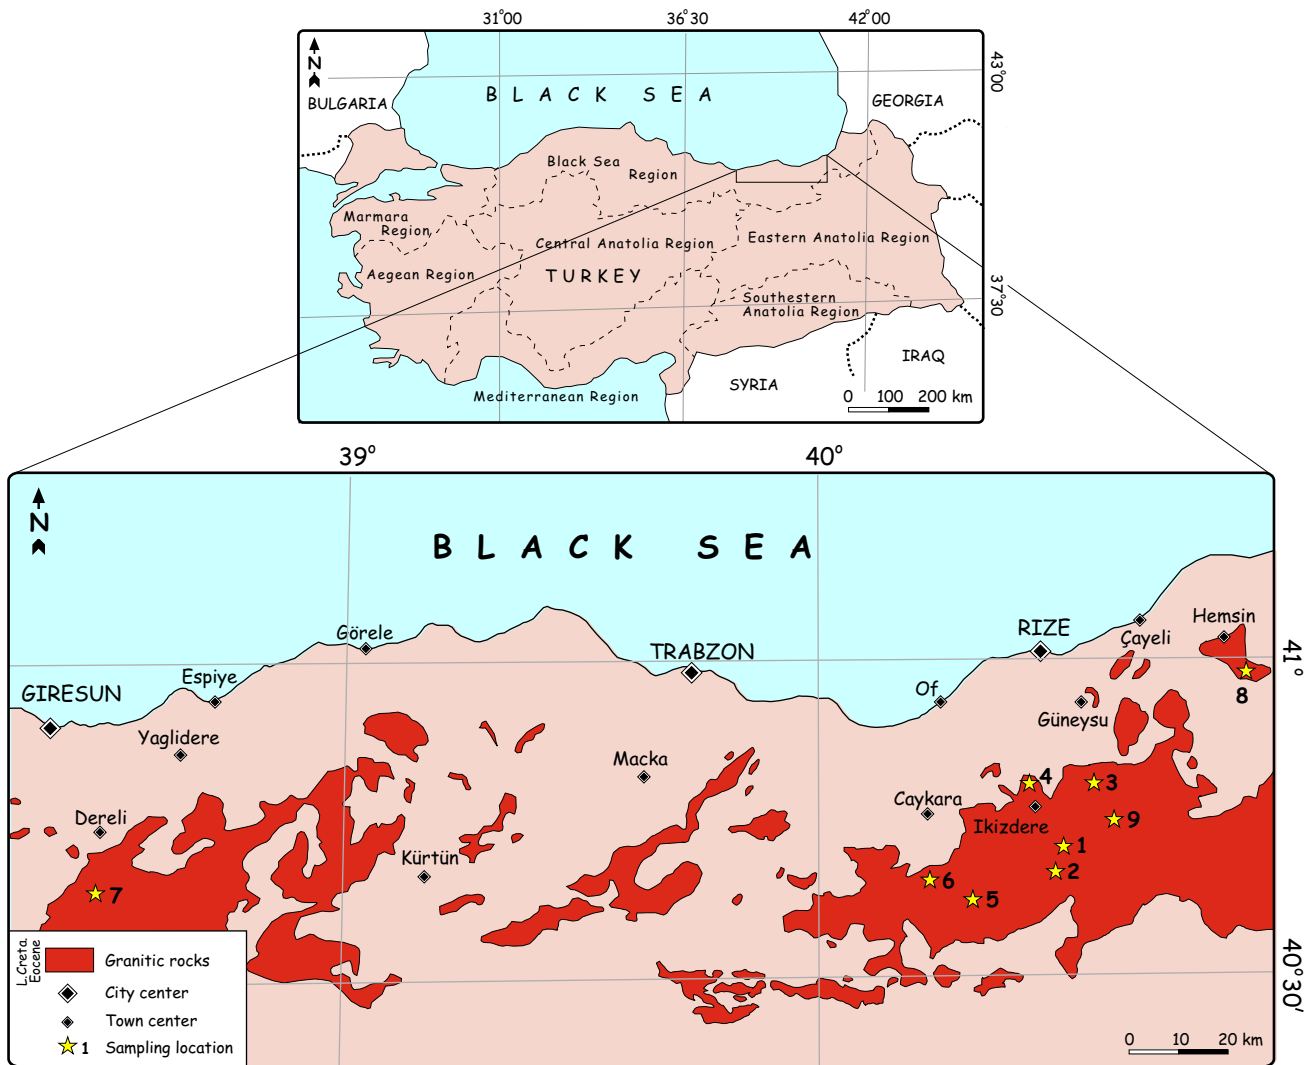 31°00
36°30
42°00
N
43°00
BULGARIA
BLACK SEA
GEORGIA
Black Sea
Region
Marmara
Region
Central Anatolia Region
Eastern Anatolia Region
Aegean Region
TURKEY
37°30
Southestern
Anatolia Region
IRAQ
SYRIA
Mediterranean Region
0 100 200 km
39°
40°
N
BLACK SEA
Hemsin
RIZE
Çayeli
Görele
TRABZON
41°
Espiye
GIRESUN
Of
8
Güneysu
Yaglidere
Macka
4
3
Caykara
Dereli
Ikizdere
9
1
Kürtün
2
6
7
5
40°30'
L.Creta.
Eocene
Granitic rocks
City center
Town center
1 Sampling location
0 10 20 km